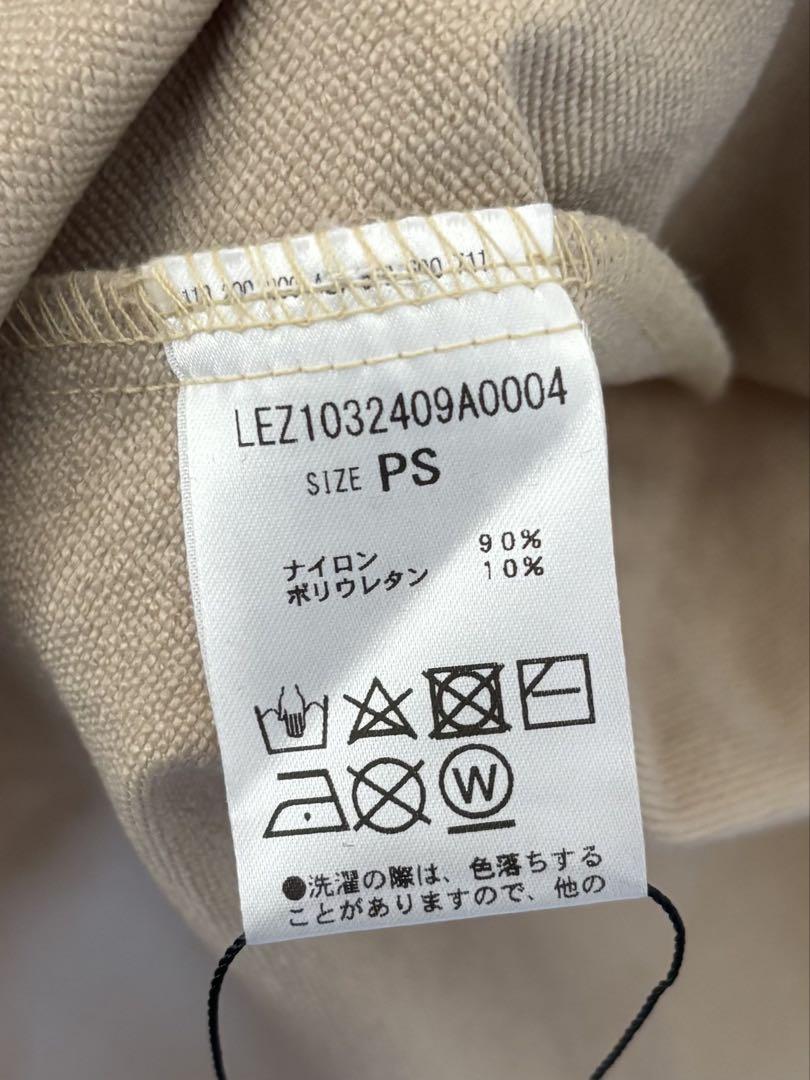 LEZ1032409A0004
SIZE PS
ナイロン 90%
ポリウレタン 10%
W
●洗濯の際は、色落ちする
ことがありますので、他の